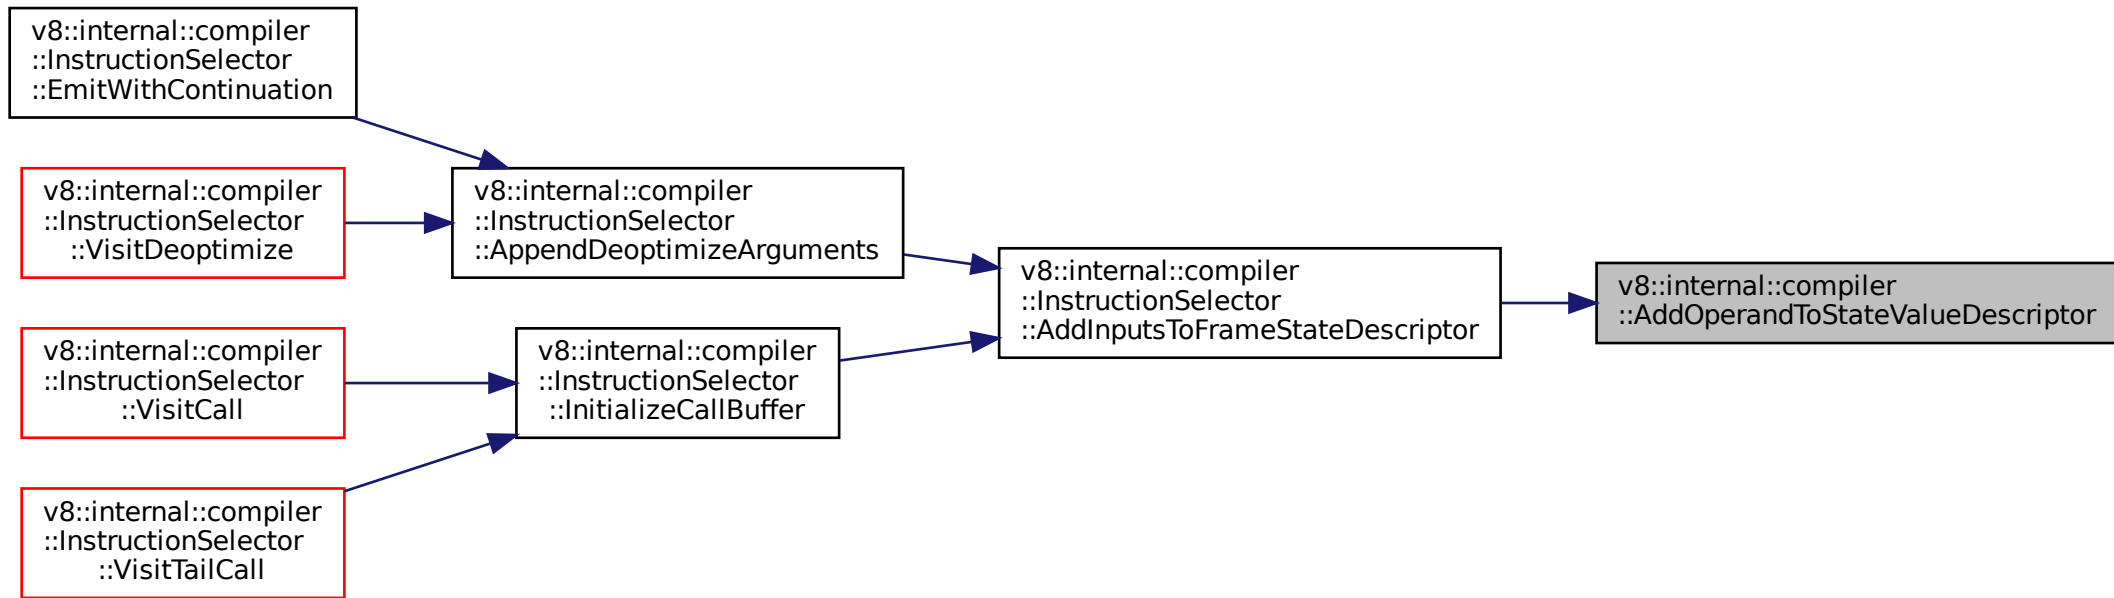 v8::internal::compiler
::InstructionSelector
::EmitWithContinuation
v8::internal::compiler
::InstructionSelector
::VisitDeoptimize
v8::internal::compiler
::InstructionSelector
::VisitCall
v8::internal::compiler
::InstructionSelector
::VisitTailCall
v8::internal::compiler
::InstructionSelector
::AppendDeoptimizeArguments
v8::internal::compiler
::InstructionSelector
::InitializeCallBuffer
v8::internal::compiler
::InstructionSelector
::AddInputsToFrameStateDescriptor
v8::internal::compiler
::AddOperandToStateValueDescriptor